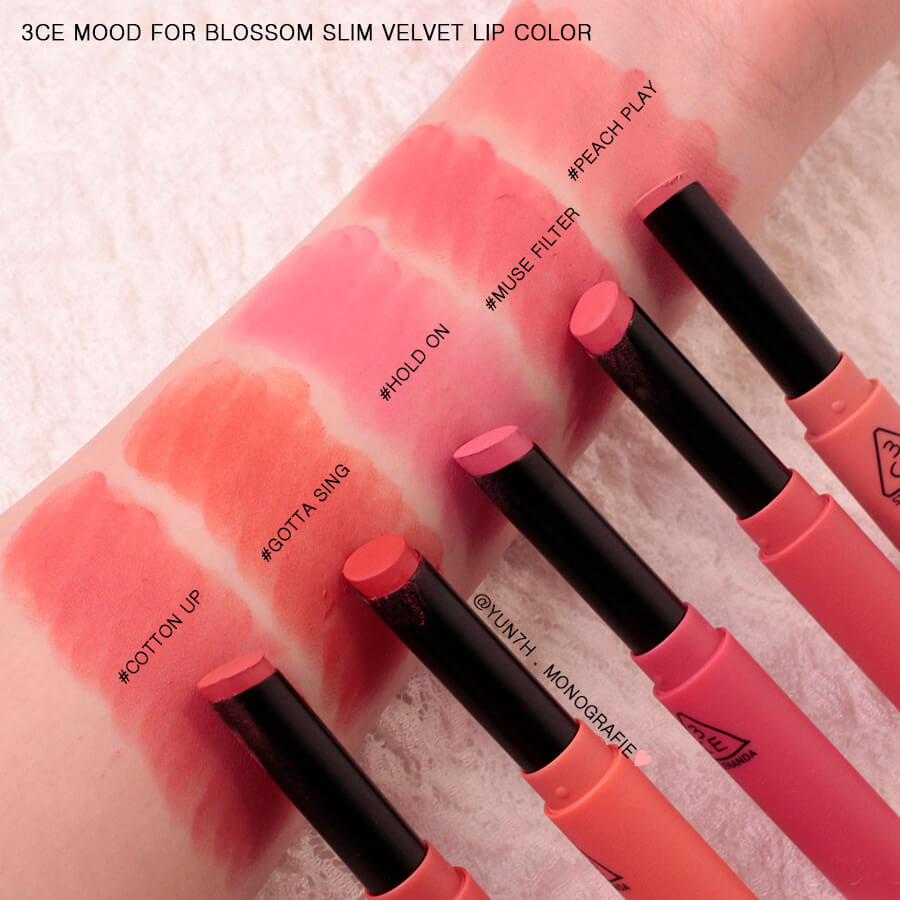 3CE MOOD FOR BLOSSOM SLIM VELVET LIP COLOR
#PEACH PLAY
#MUSE FILTER
#HOLD ON
#GOTTA SING
#COTTON UP
@YUN7H . MONOGRAFIE